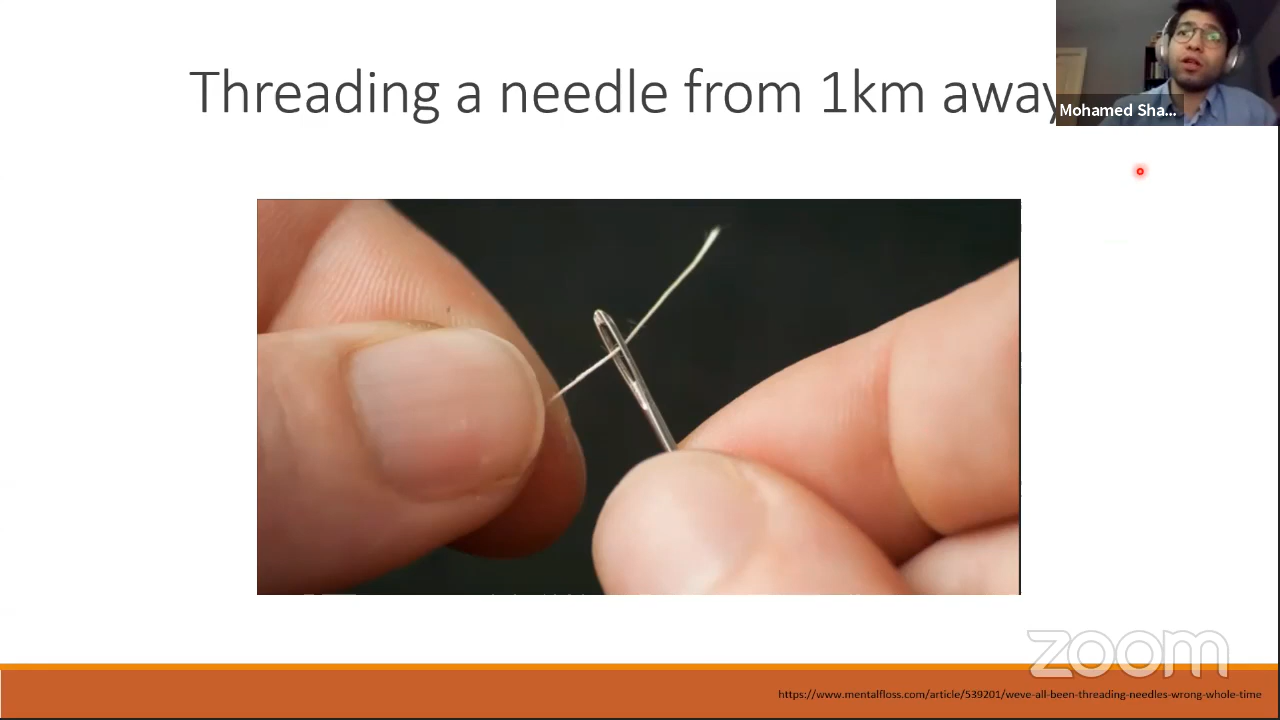 Threading a needle from 1km away
Mohamed Sha...
zoom
https://www.mentalfloss.com/article/539201/weve-all-been-threading-needles-wrong-whole-time